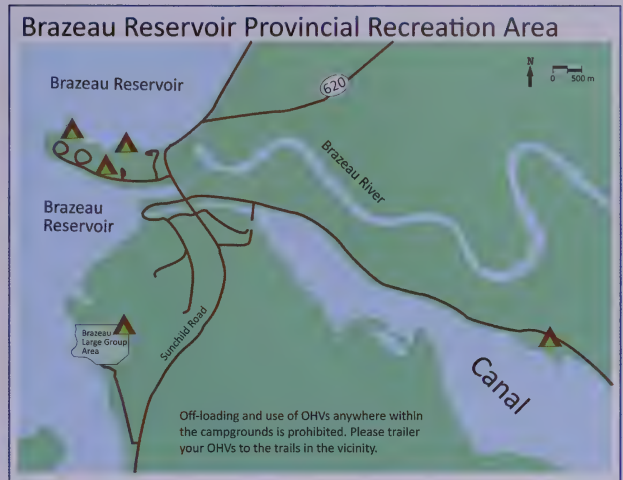 Brazeau Reservoir Provincial Recreation Area
N
0 500 m
Brazeau Reservoir
620
Brazeau River
Brazeau
Reservoir
Sunchild Road
Brazeau
Large Group
Area
Canal
Off-loading and use of OHVs anywhere within
the campgrounds is prohibited. Please trailer
your OHVs to the trails in the vicinity.